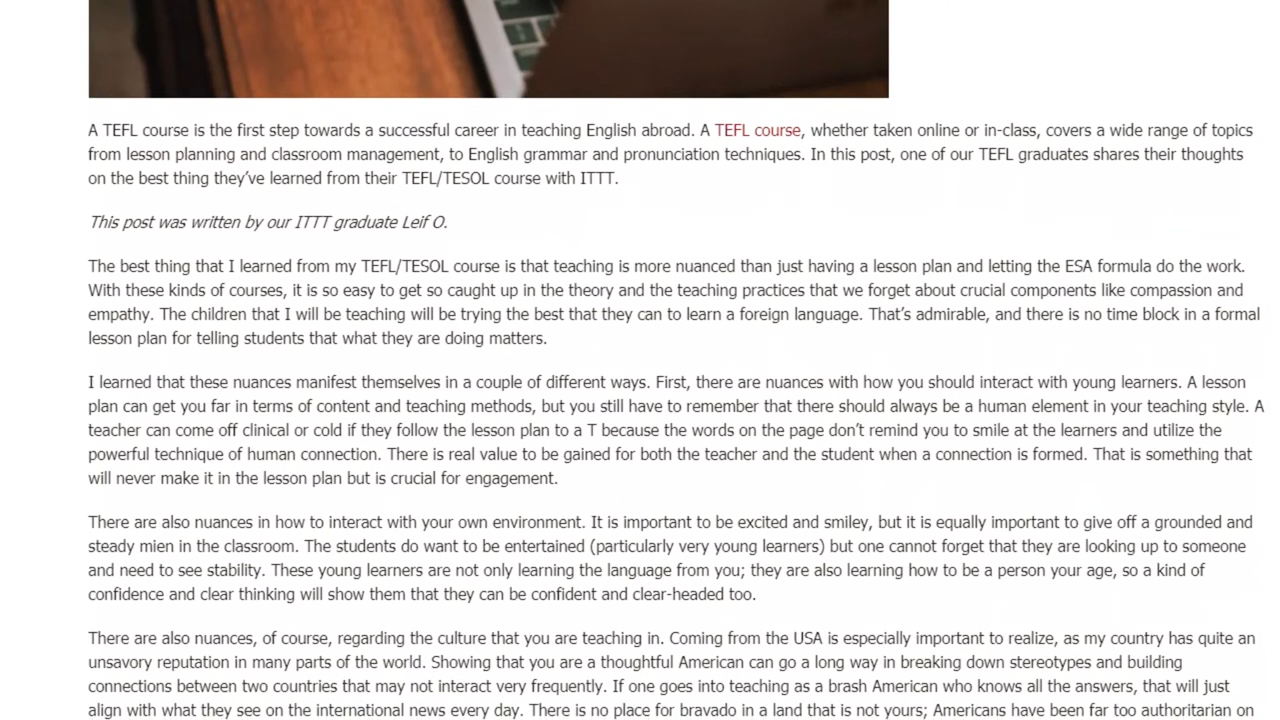 A TEFL course is the first step towards a successful career in teaching English abroad. A TEFL course, whether taken online or in-class, covers a wide range of topics
from lesson planning and classroom management, to English grammar and pronunciation techniques. In this post, one of our TEFL graduates shares their thoughts
on the best thing they’ve learned from their TEFL/TESOL course with ITTT.
This post was written by our ITTT graduate Leif O.
The best thing that I learned from my TEFL/TESOL course is that teaching is more nuanced than just having a lesson plan and letting the ESA formula do the work.
With these kinds of courses, it is so easy to get so caught up in the theory and the teaching practices that we forget about crucial components like compassion and
empathy. The children that I will be teaching will be trying the best that they can to learn a foreign language. That’s admirable, and there is no time block in a formal
lesson plan for telling students that what they are doing matters.
I learned that these nuances manifest themselves in a couple of different ways. First, there are nuances with how you should interact with young learners. A lesson
plan can get you far in terms of content and teaching methods, but you still have to remember that there should always be a human element in your teaching style. A
teacher can come off clinical or cold if they follow the lesson plan to a T because the words on the page don’t remind you to smile at the learners and utilize the
powerful technique of human connection. There is real value to be gained for both the teacher and the student when a connection is formed. That is something that
will never make it in the lesson plan but is crucial for engagement.
There are also nuances in how to interact with your own environment. It is important to be excited and smiley, but it is equally important to give off a grounded and
steady mien in the classroom. The students do want to be entertained (particularly very young learners) but one cannot forget that they are looking up to someone
and need to see stability. These young learners are not only learning the language from you; they are also learning how to be a person your age, so a kind of
confidence and clear thinking will show them that they can be confident and clear-headed too.
There are also nuances, of course, regarding the culture that you are teaching in. Coming from the USA is especially important to realize, as my country has quite an
unsavory reputation in many parts of the world. Showing that you are a thoughtful American can go a long way in breaking down stereotypes and building
connections between two countries that may not interact very frequently. If one goes into teaching as a brash American who knows all the answers, that will just
align with what they see on the international news every day. There is no place for bravado in a land that is not yours; Americans have been far too authoritarian on